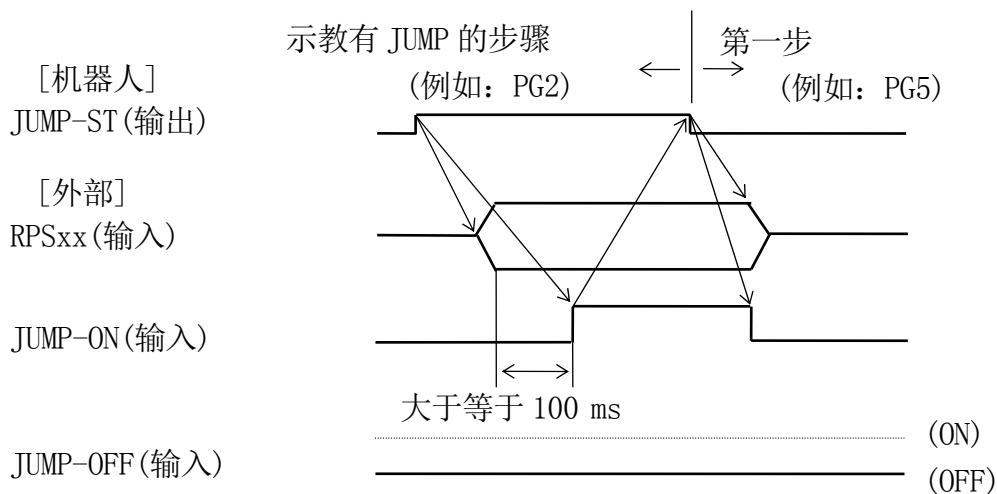 示教有 JUMP 的步骤
第一步
[机器人]
(例如：PG2)
(例如：PG5)
JUMP-ST(输出)
[外部]
RPSxx(输入)
JUMP-ON(输入)
大于等于 100 ms
(ON)
JUMP-OFF(输入)
(OFF)